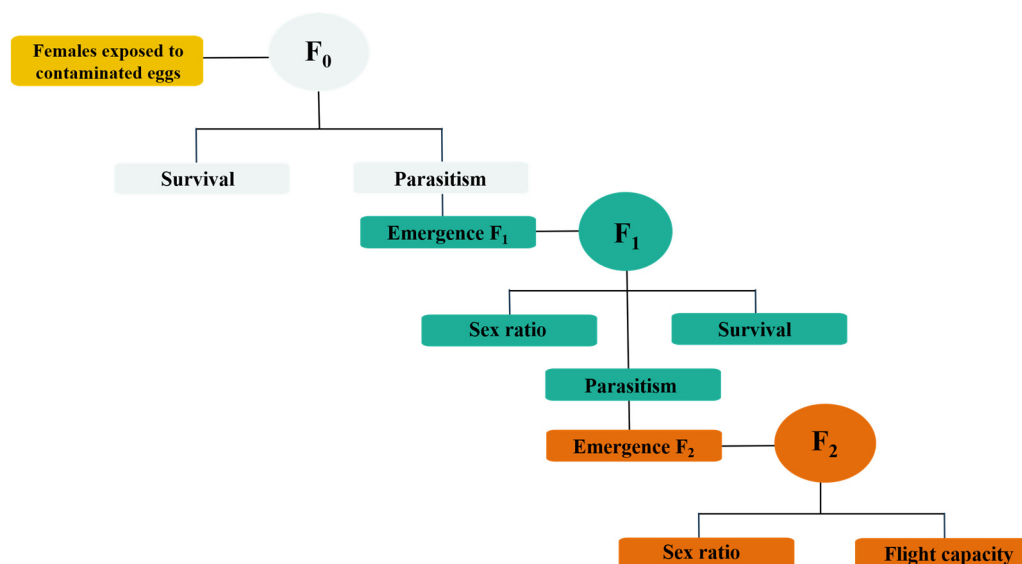 Females exposed to
contaminated eggs
F₀
Survival
Parasitism
Emergence F₁
F₁
Sex ratio
Survival
Parasitism
Emergence F₂
F₂
Sex ratio
Flight capacity